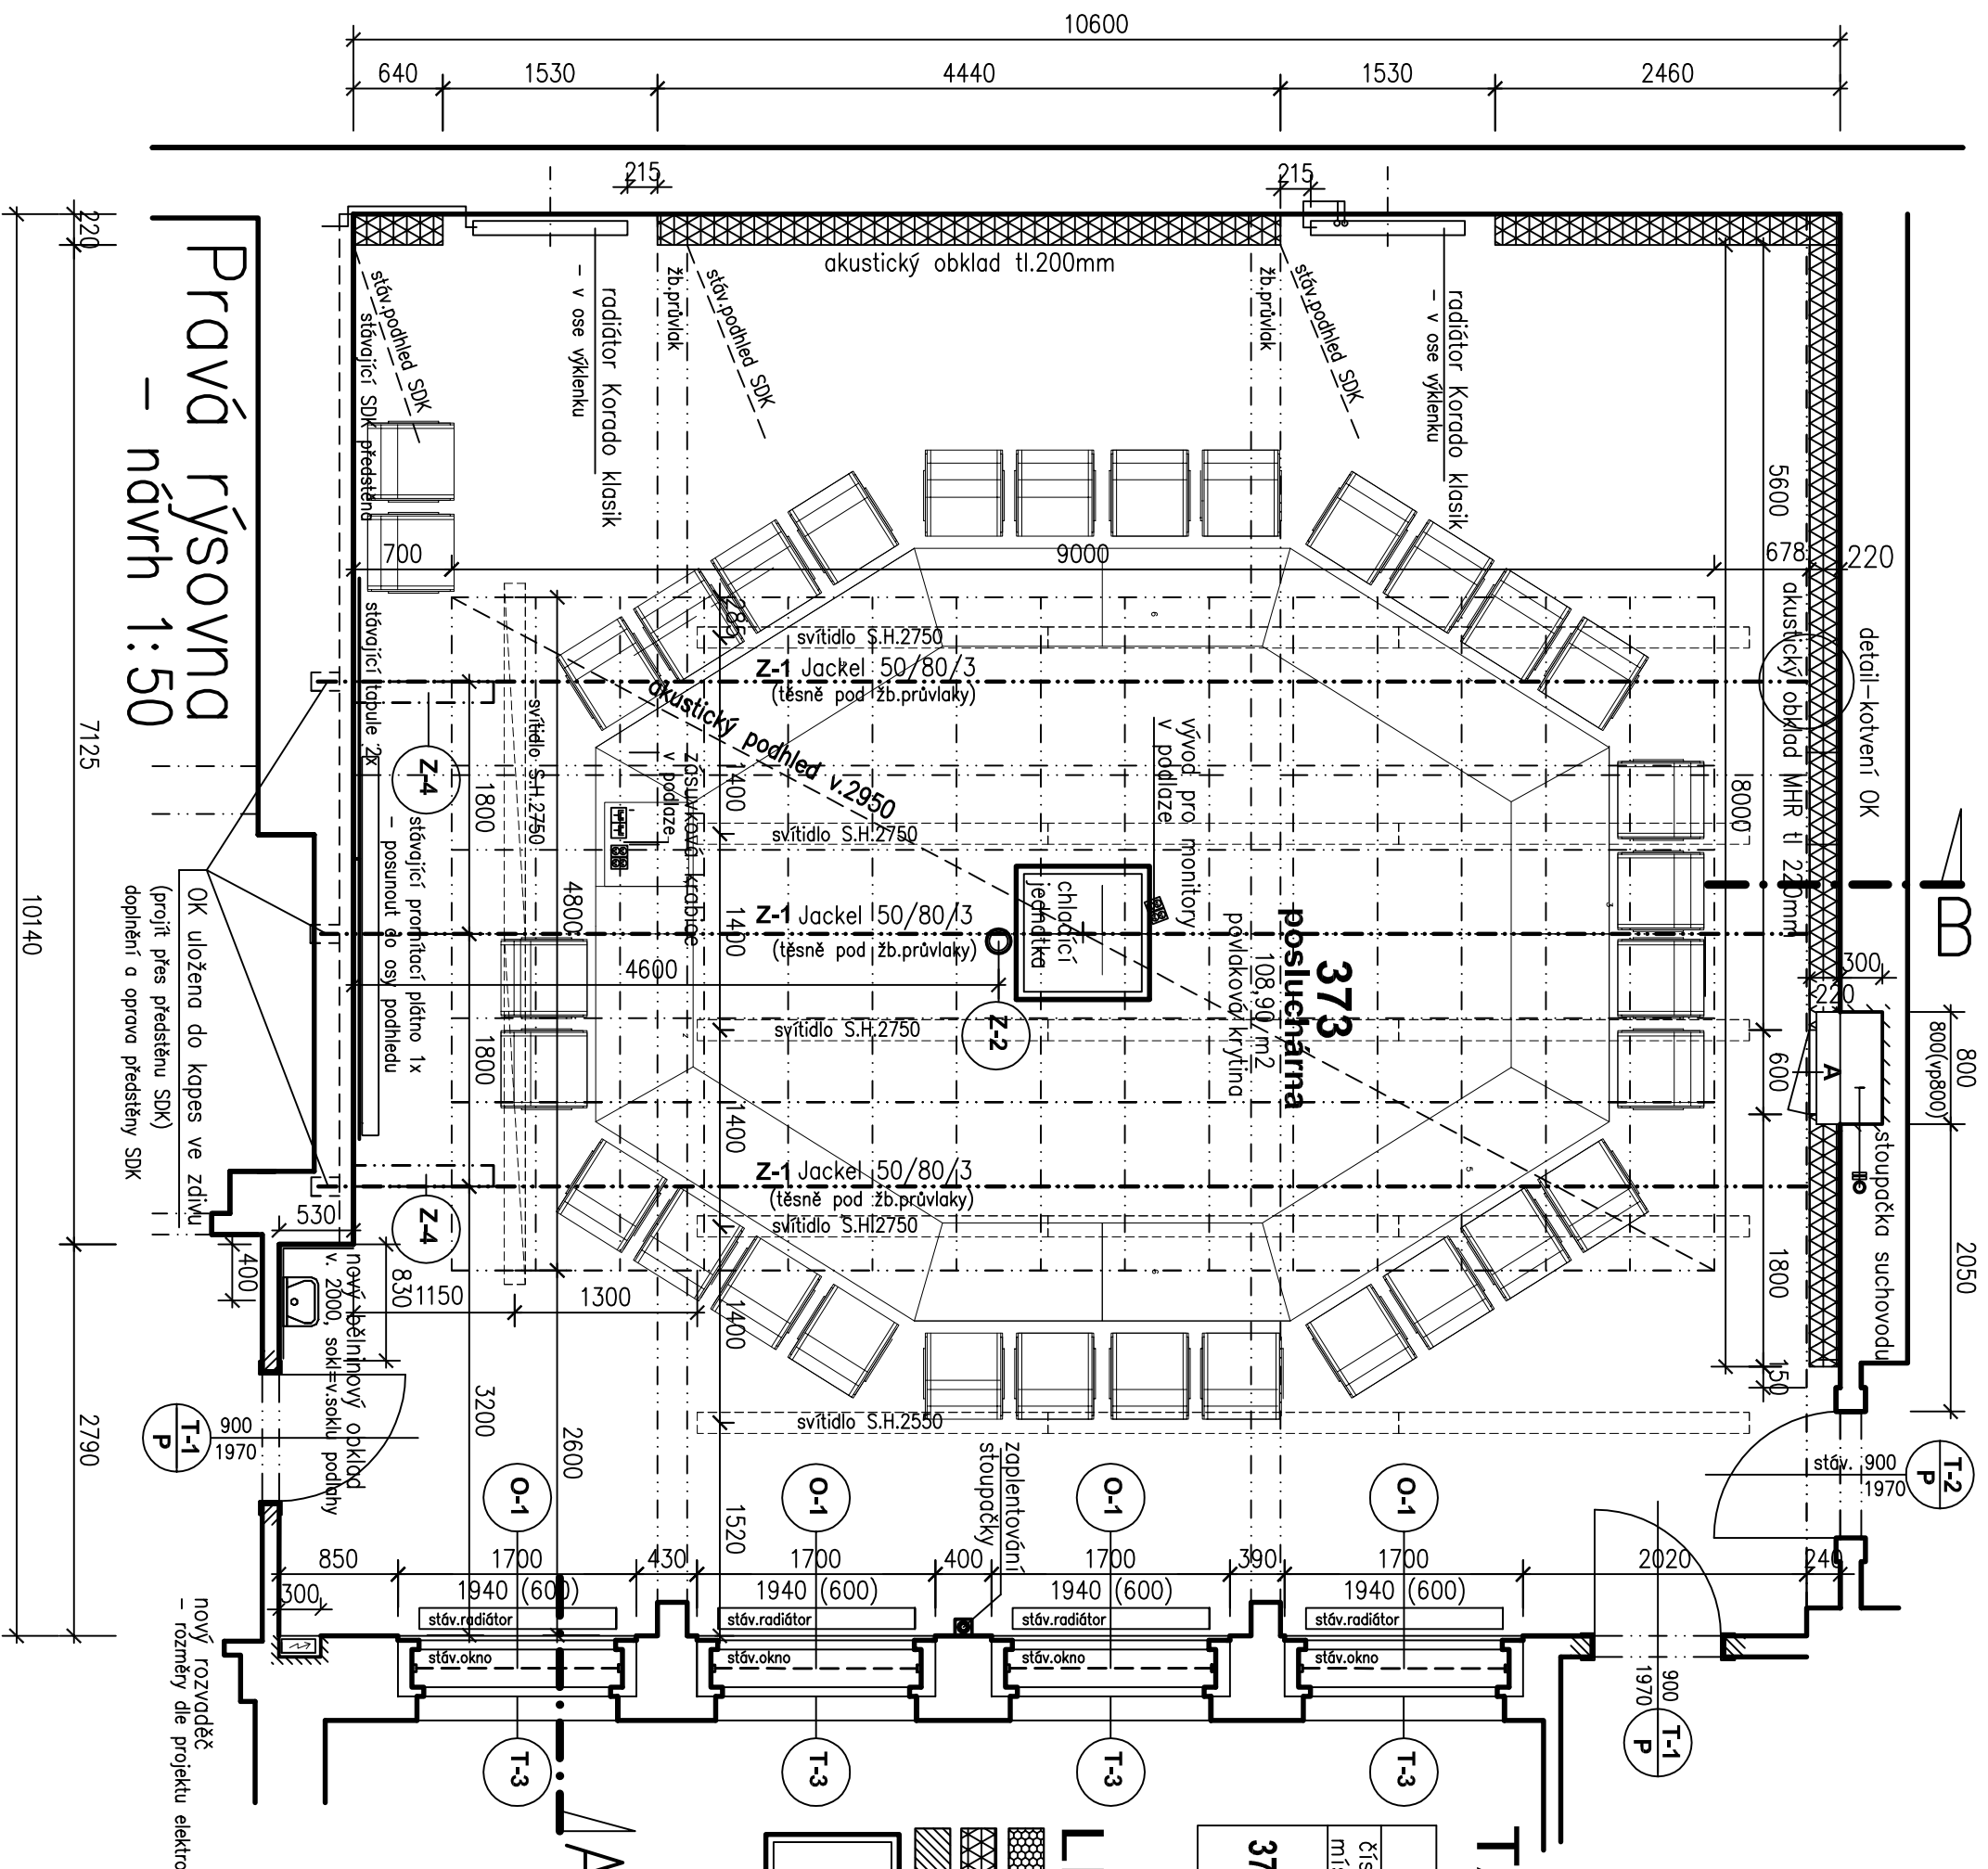 10600
640
1530
4440
1530
2460
215
215
akustický obklad tl.200mm
220
7125
2790
10140
Pravá rýsovna
– návrh 1:50
stáv.podhled SDK
stávající SDK předstěna
radiátor Korado klasik
– v ose výklenku
žb.průvlak
stáv.podhled SDK
žb.průvlak
stáv.podhled SDK
radiátor Korado klasik
– v ose výklenku
5600
8000
700
9000
678
220
akustický obklad MHR tl 220mm
detail–kotvení OK
B
285
svítidlo S.H.2750
Z-1 Jackel 50/80/3
(těsně pod žb.průvlaky)
akustický podhled v.2950
svítidlo S.H.2750
stávající tapule 2x
Z-4
1800
1400
svítidlo S.H.2750
zásuvková krabice
v podlaze
vývod pro monitory
v podlaze
stávající promítací plátno 1x
– posunout do osy podhledu
4800
1400
Z-1 Jackel 50/80/3
(těsně pod žb.průvlaky)
chladící
jednotka
4600
Z-2
373
posluchárna
108,90/m2
povlaková krytina
300
220
800
800(vp800)
600
A
stoupačka suchovodu
2050
1800
150
svítidlo S.H.2750
1800
1400
Z-1 Jackel 50/80/3
(těsně pod žb.průvlaky)
svítidlo S.H.2750
OK uložena do kapes ve zdivu
(projít přes předstěnu SDK)
doplnění a oprava předstěny SDK
Z-4
530
400
830
1150
1300
1400
nový bělninový obklad
v. 2000, sokl=v.soklu podlahy
3200
2600
1520
svítidlo S.H.2550
T-1
P
900
1970
zaplentování
stoupačky
stáv. 900
1970
T-2
P
O-1
O-1
O-1
O-1
850
1700
430
1700
400
1700
390
1700
2020
240
1940 (600)
1940 (600)
1940 (600)
1940 (600)
300
stáv.radiátor
stáv.radiátor
stáv.radiátor
stáv.radiátor
stáv.okno
stáv.okno
stáv.okno
stáv.okno
900
1970
T-1
P
nový rozvaděč
– rozměry dle projektu elektro
T-3
T-3
T-3
T-3
A
37
čís
mís